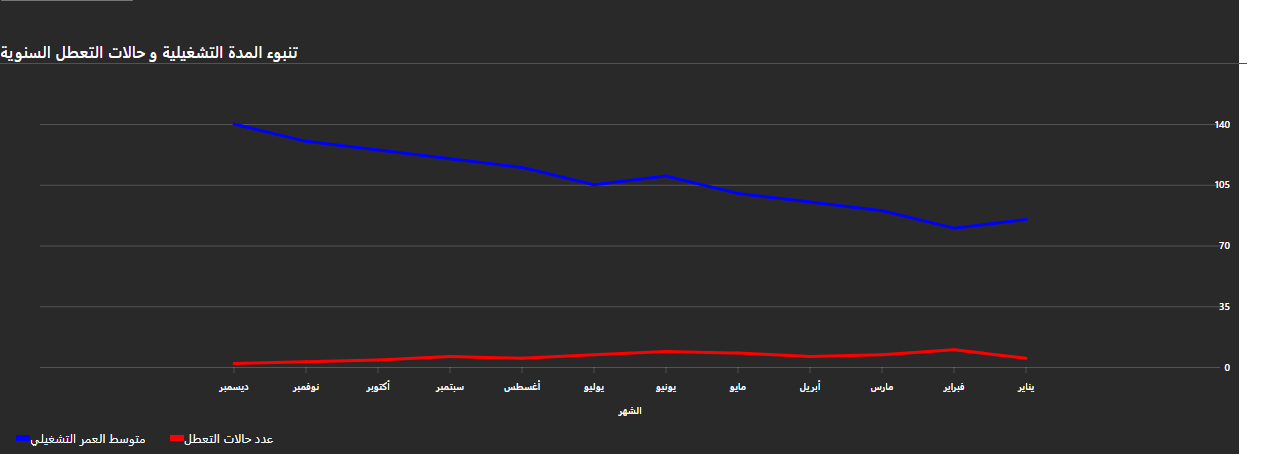 تنبوء المدة التشغيلية و حالات التعطل السنوية
140
105
70
35
0
يناير فبراير مارس أبريل مايو يونيو يوليو أغسطس سبتمبر أكتوبر نوفمبر ديسمبر
الشهر
عدد حالات التعطل متوسط العمر التشغيلي